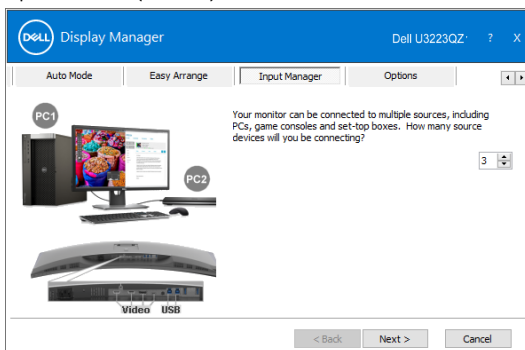 DELL Display Manager
Dell U3223QZ
? X
Auto Mode
Easy Arrange
Input Manager
Options
PC1
Your monitor can be connected to multiple sources, including
PCs, game consoles and set-top boxes. How many source
devices will you be connecting?
3
PC2
Video USB
< Back
Next >
Cancel